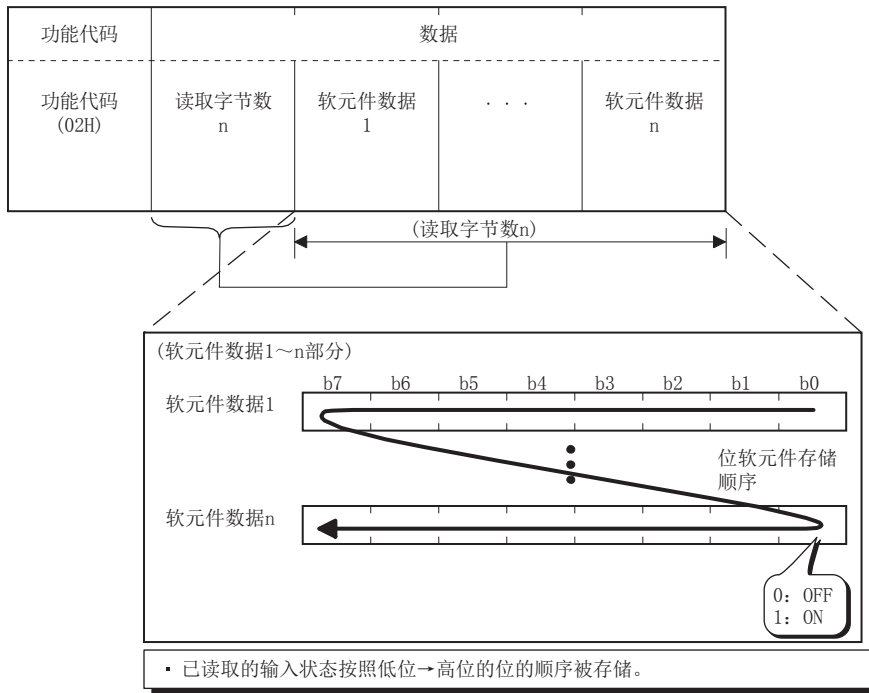 功能代码 数据
功能代码 读取字节数 软元件数据 · · · 软元件数据
(02H) n 1 n
(读取字节数n)
(软元件数据1～n部分)
b7 b6 b5 b4 b3 b2 b1 b0
软元件数据1
位软元件存储
顺序
软元件数据n
0: OFF
1: ON
▪ 已读取的输入状态按照低位→高位的位的顺序被存储。